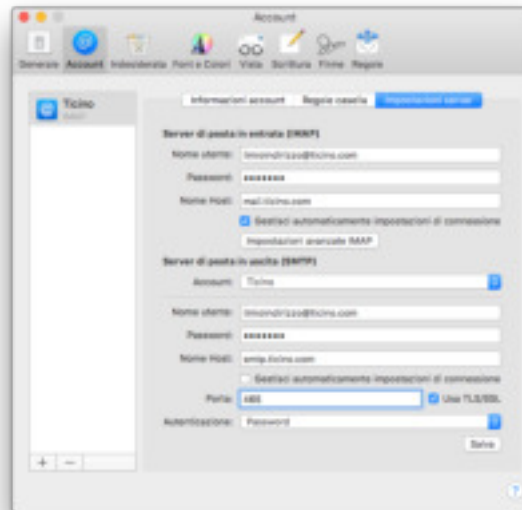 Account
Generale Account Indesiderata Font e Colori Vista Scrittura Firme Regole
Ticino
Informazioni account Regole casella Impostazioni server
Server di posta in entrata (IMAP)
Nome utente: tmioindirizzo@ticino.com
Password: ••••••••
Nome Host: mail.ticino.com
Gestisci automaticamente impostazioni di connessione
Impostazioni avanzate IMAP
Server di posta in uscita (SMTP)
Account: Ticino
Nome utente: tmioindirizzo@ticino.com
Password: ••••••••
Nome Host: smtp.ticino.com
Gestisci automaticamente impostazioni di connessione
Porta: 465 Usa TLS/SSL
Autenticazione: Password
Salva
+ −
?